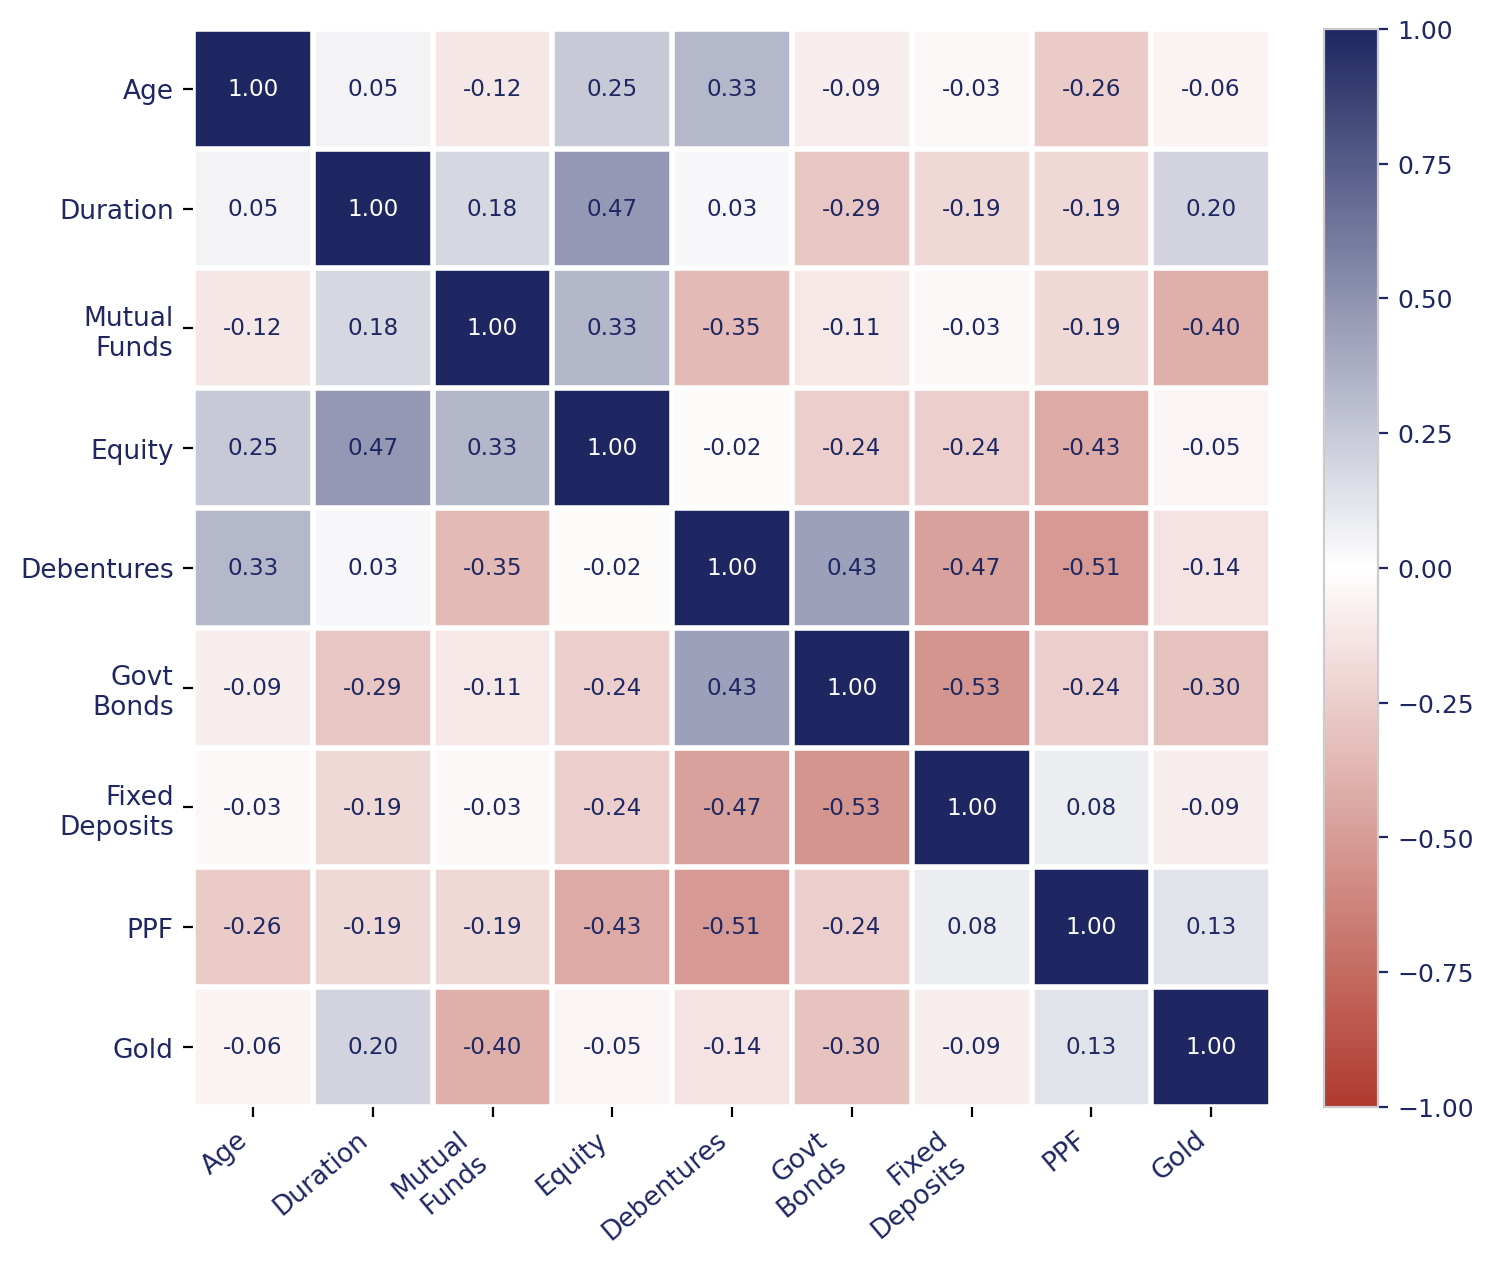 1.00
Age 1.00 0.05 -0.12 0.25 0.33 -0.09 -0.03 -0.26 -0.06
0.75
Duration 0.05 1.00 0.18 0.47 0.03 -0.29 -0.19 -0.19 0.20
Mutual
Funds
-0.12 0.18 1.00 0.33 -0.35 -0.11 -0.03 -0.19 -0.40
0.50
0.25
Equity 0.25 0.47 0.33 1.00 -0.02 -0.24 -0.24 -0.43 -0.05
Debentures 0.33 0.03 -0.35 -0.02 1.00 0.43 -0.47 -0.51 -0.14
0.00
Govt
Bonds
-0.09 -0.29 -0.11 -0.24 0.43 1.00 -0.53 -0.24 -0.30
−0.25
Fixed
Deposits
-0.03 -0.19 -0.03 -0.24 -0.47 -0.53 1.00 0.08 -0.09
−0.50
PPF -0.26 -0.19 -0.19 -0.43 -0.51 -0.24 0.08 1.00 0.13
−0.75
Gold -0.06 0.20 -0.40 -0.05 -0.14 -0.30 -0.09 0.13 1.00
−1.00
Age
Duration
Mutual
Funds
Equity
Debentures
Govt
Bonds
Fixed
Deposits
PPF
Gold